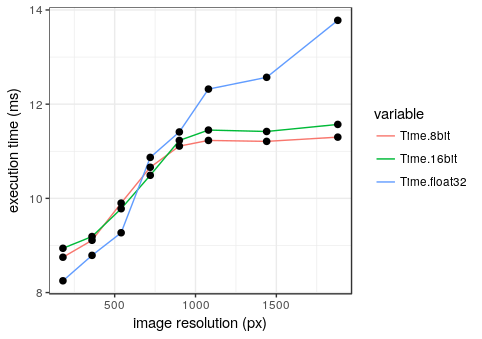 14
12
10
8
execution time (ms)
500
1000
1500
image resolution (px)
variable
Time.8bit
Time.16bit
Time.float32